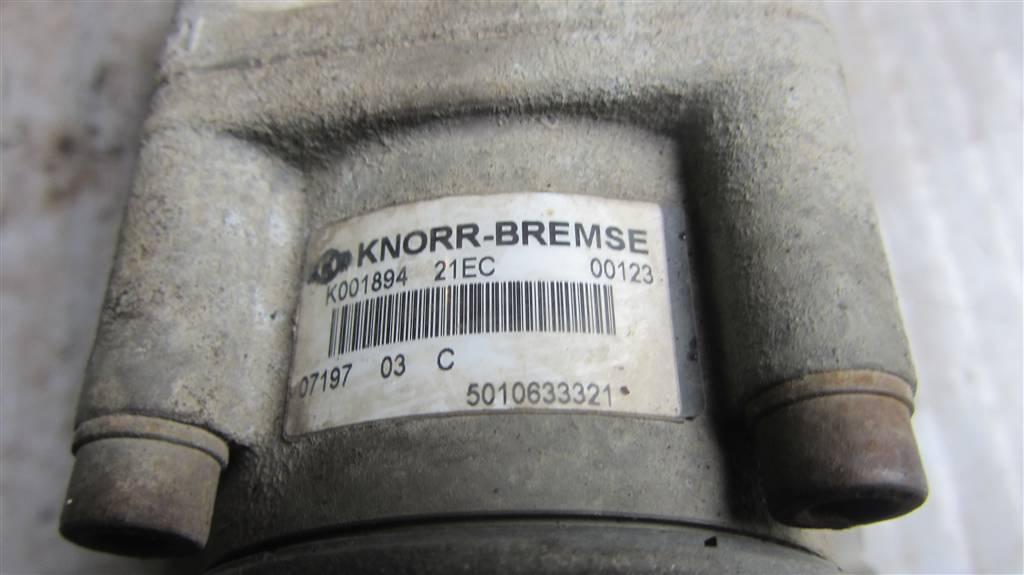 KNORR-BREMSE
K001894 21EC 00123
07197 03 C
5010633321